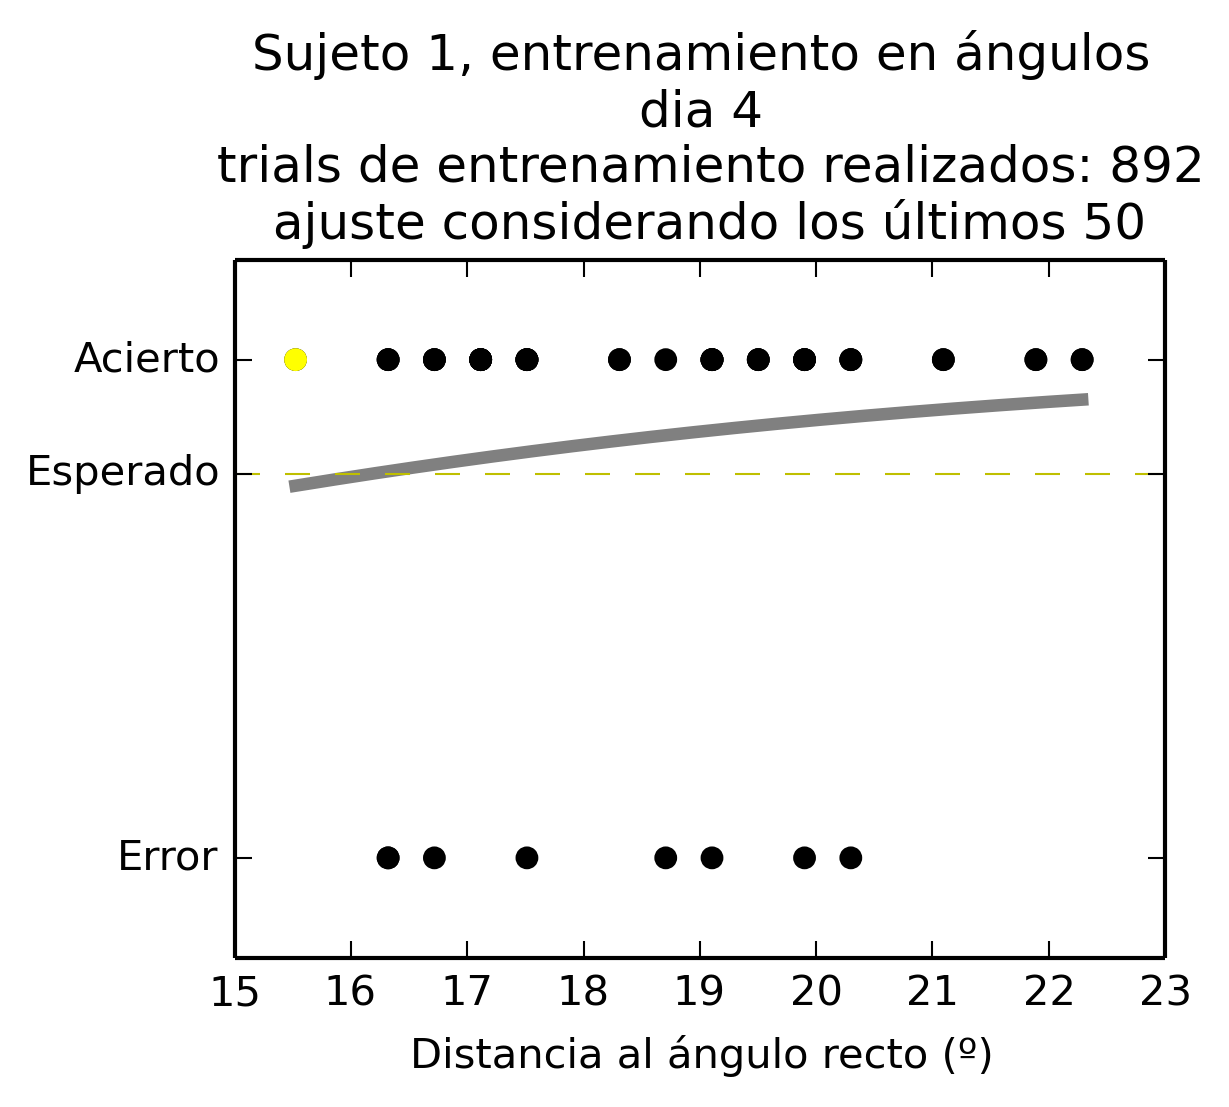 Sujeto 1, entrenamiento en ángulos
dia 4
trials de entrenamiento realizados: 892
ajuste considerando los últimos 50
Acierto
Esperado
Error
15 16 17 18 19 20 21 22 23
Distancia al ángulo recto (º)